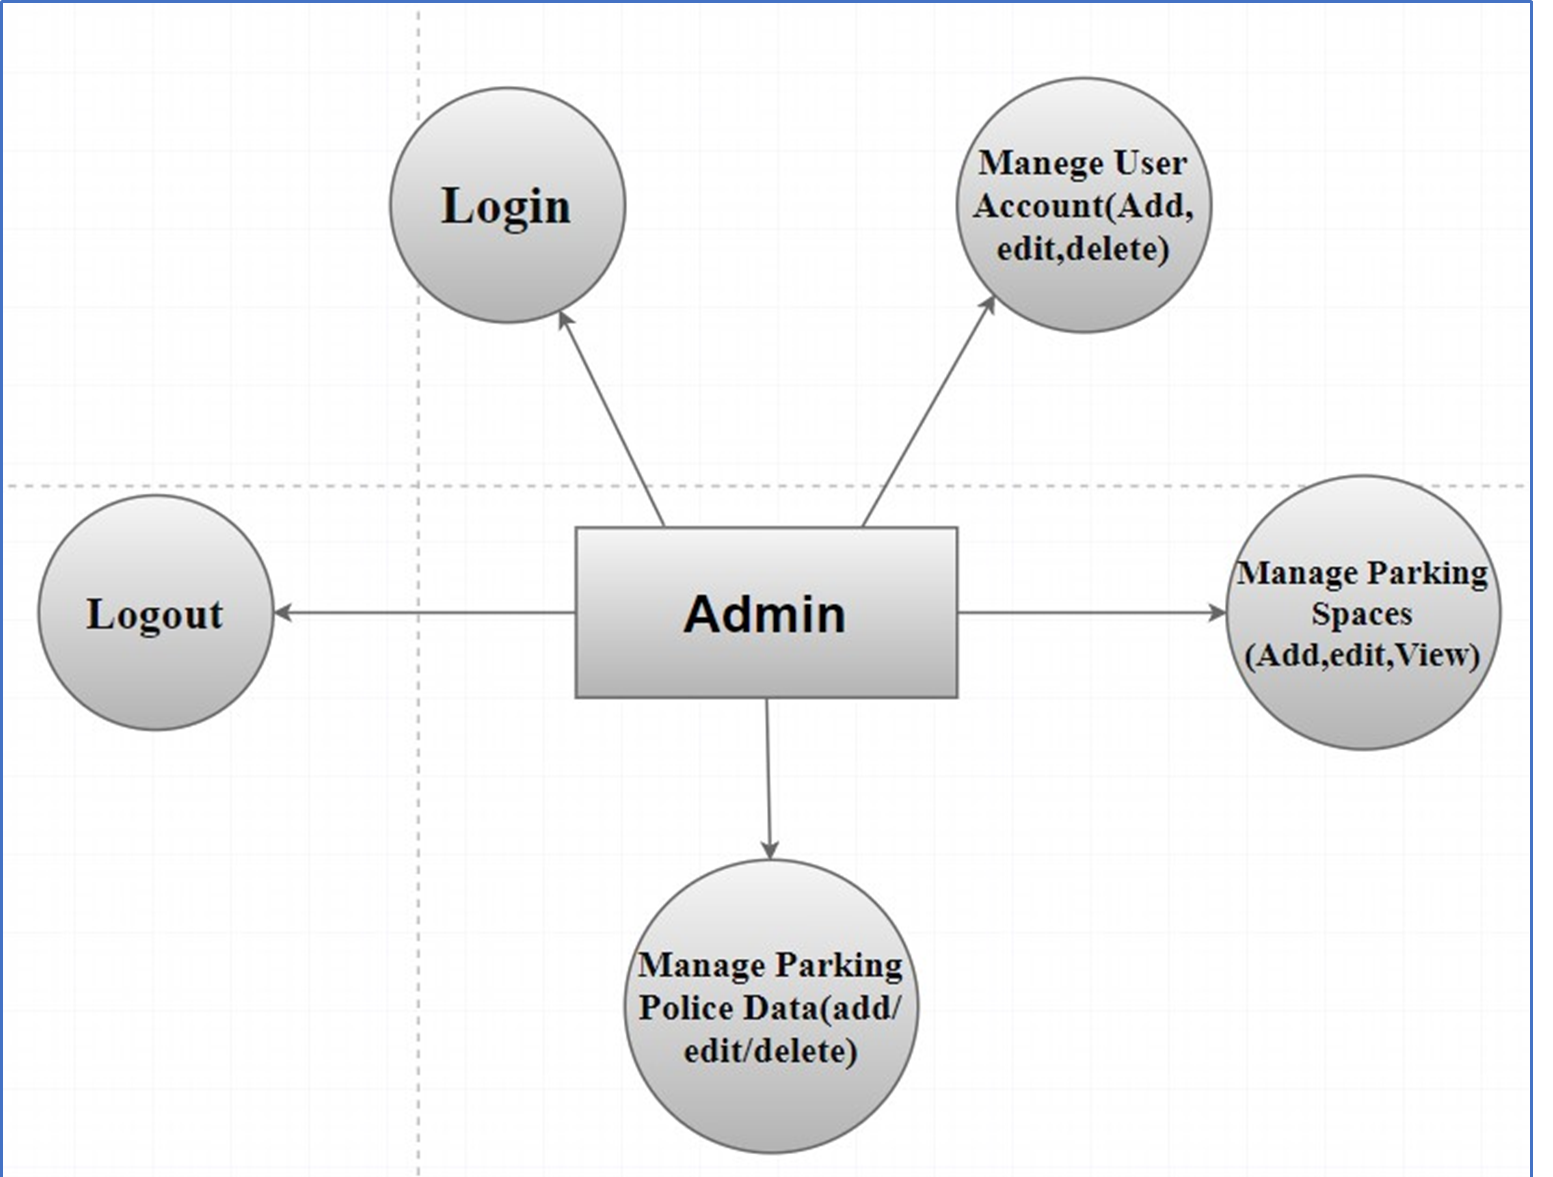 Login
Manege User
Account(Add,
edit,delete)
Logout
Admin
Manage Parking
Spaces
(Add,edit,View)
Manage Parking
Police Data(add/
edit/delete)